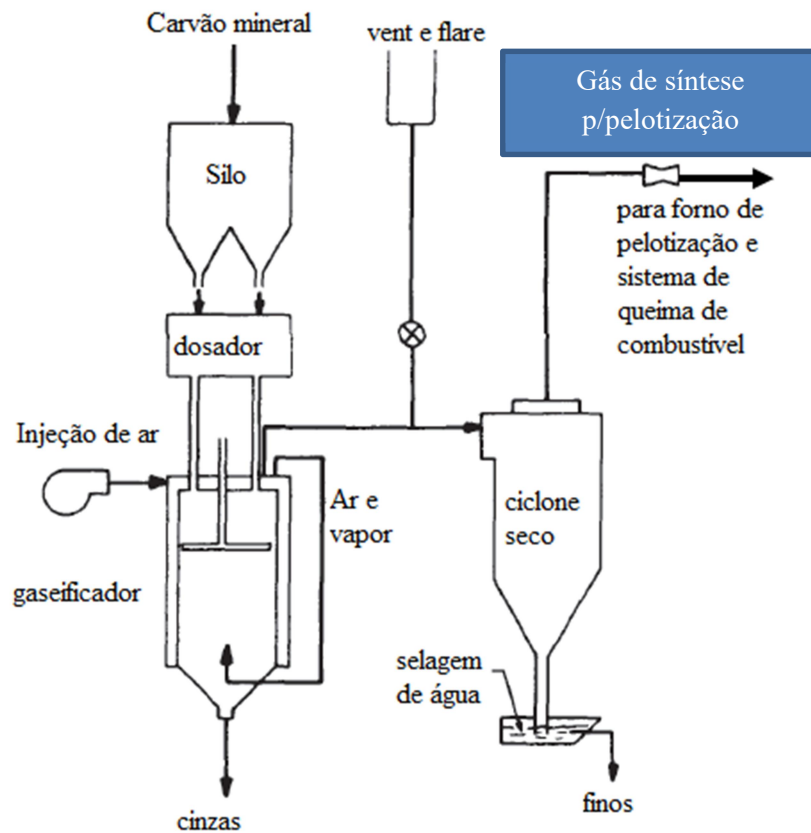 Carvão mineral
vent e flare
Gás de síntese
p/pelotização
Silo
para forno de
pelotização e
sistema de
queima de
combustível
dosador
Injeção de ar
Ar e
vapor
ciclone
seco
gaseificador
selagem
de água
finos
cinzas